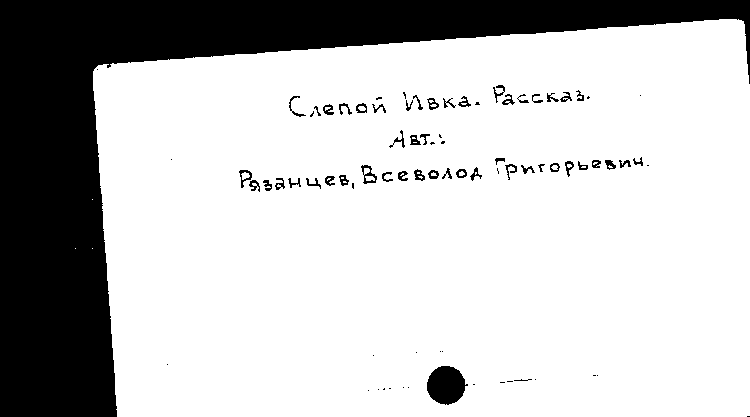 Слепой Ивка. Рассказ.
Авт.:
Рязанцев, Всеволод Григорьевич.